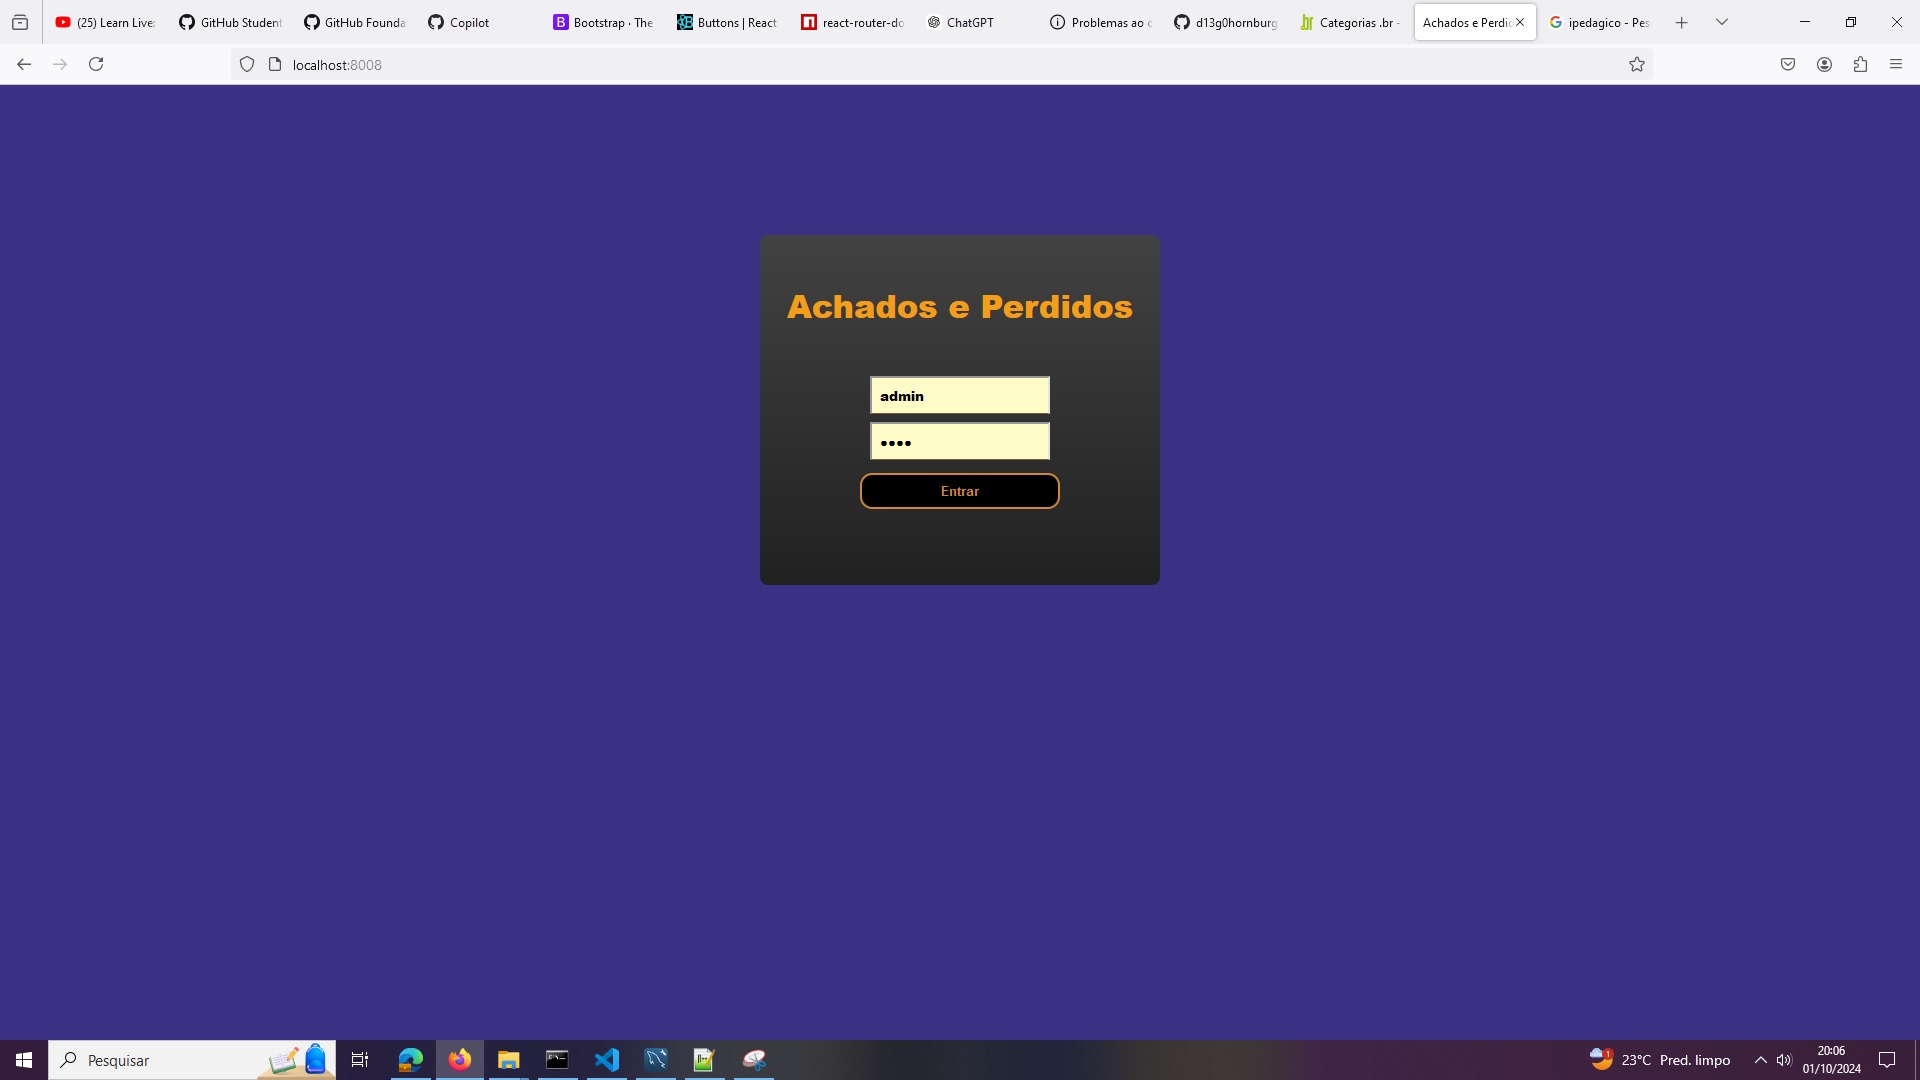 (25) Learn Live:
GitHub Student
GitHub Founda
Copilot
Bootstrap · The
Buttons | React
react-router-do
ChatGPT
Problemas ao c
d13g0hornburg
Categorias .br -
Achados e Perdid
ipedagico - Pes
localhost:8008
Achados e Perdidos
admin
••••
Entrar
Pesquisar
1
23°C Pred. limpo
20:06
01/10/2024